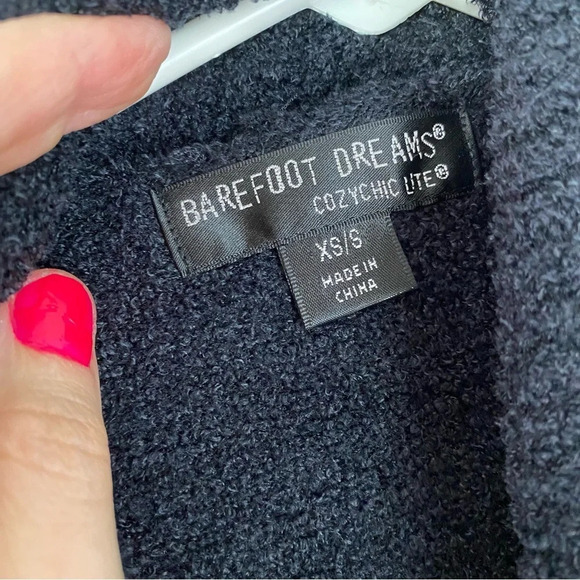 BAREFOOT DREAMS®
COZYCHIC LITE®
XS/S
MADE IN
CHINA